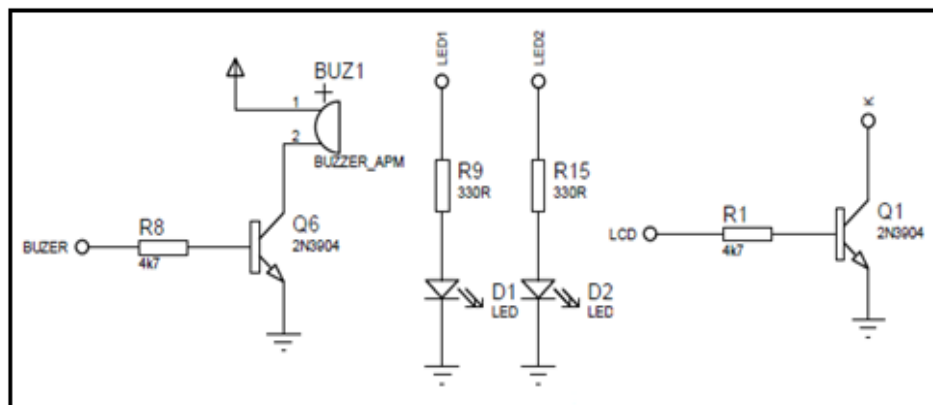 BUZ1
+
1
2
BUZZER_APM
BUZER
R8
4k7
Q6
2N3904
LED1
R9
330R
D1
LED
LED2
R15
330R
D2
LED
LCD
R1
4k7
K
Q1
2N3904